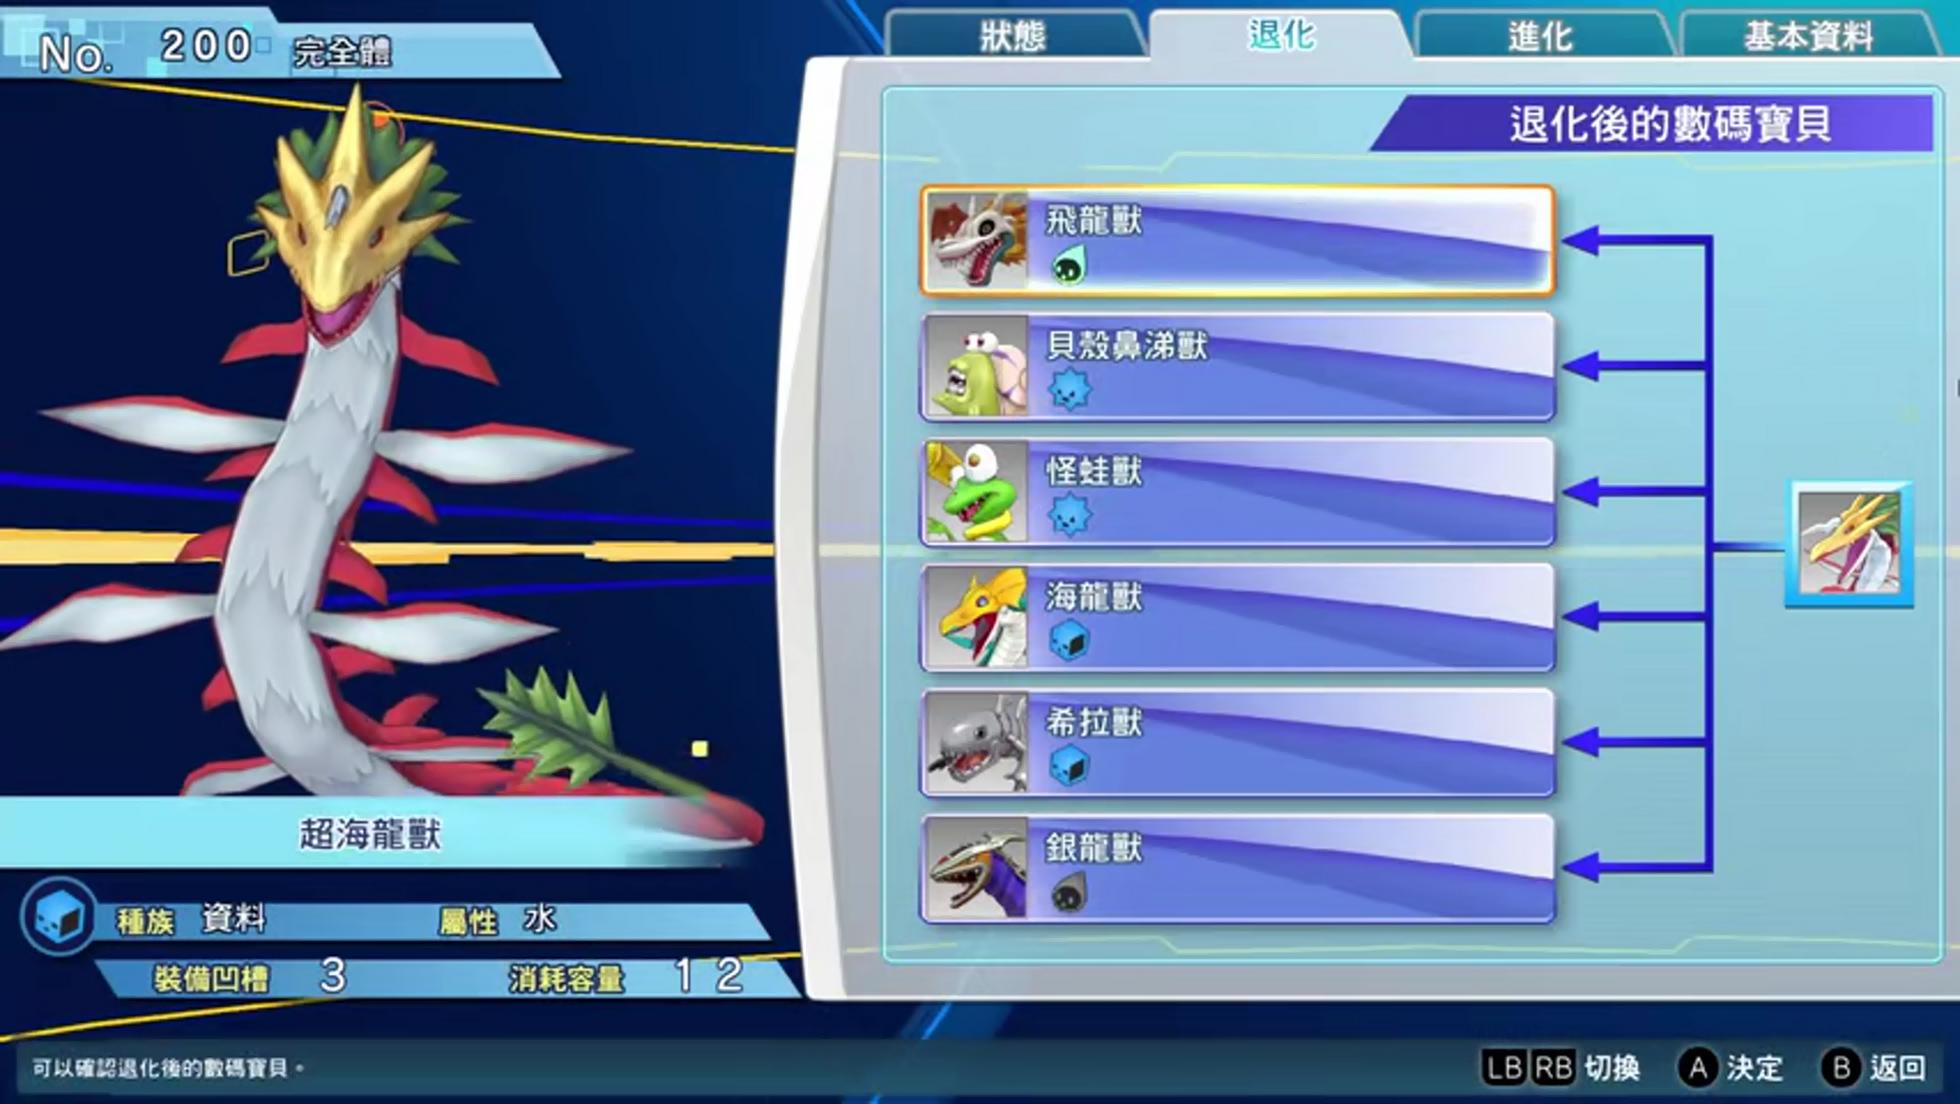 No. 200 完全體
狀態 退化 進化 基本資料
退化後的數碼寶貝
飛龍獸
貝殼鼻涕獸
怪蛙獸
海龍獸
希拉獸
銀龍獸
超海龍獸
種族 資料 屬性 水
裝備凹槽 3 消耗容量 12
可以確認退化後的數碼寶貝。
LB RB 切換 A 決定 B 返回